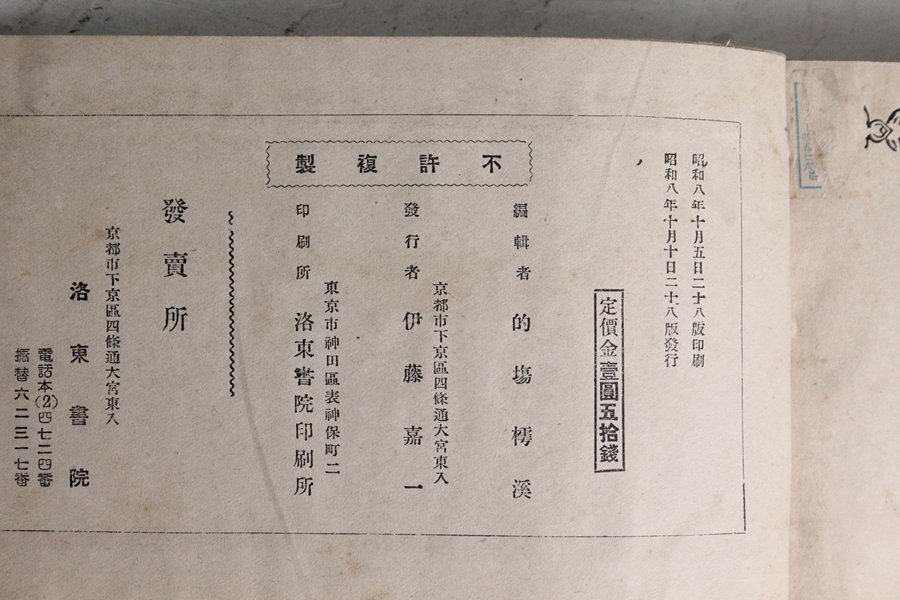 昭和八年十月五日二十八版印刷
昭和八年十月十日二十八版發行
定價金壹圓五拾錢
不許複製
編輯者 的場樗溪
京都市下京區四條通大宮東入
發行者 伊藤嘉一
東京市神田區表神保町二
印刷所 洛東書院印刷所
發賣所
京都市下京區四條通大宮東入
洛東書院
電話本(2)四七二四番
振替六二三一七番